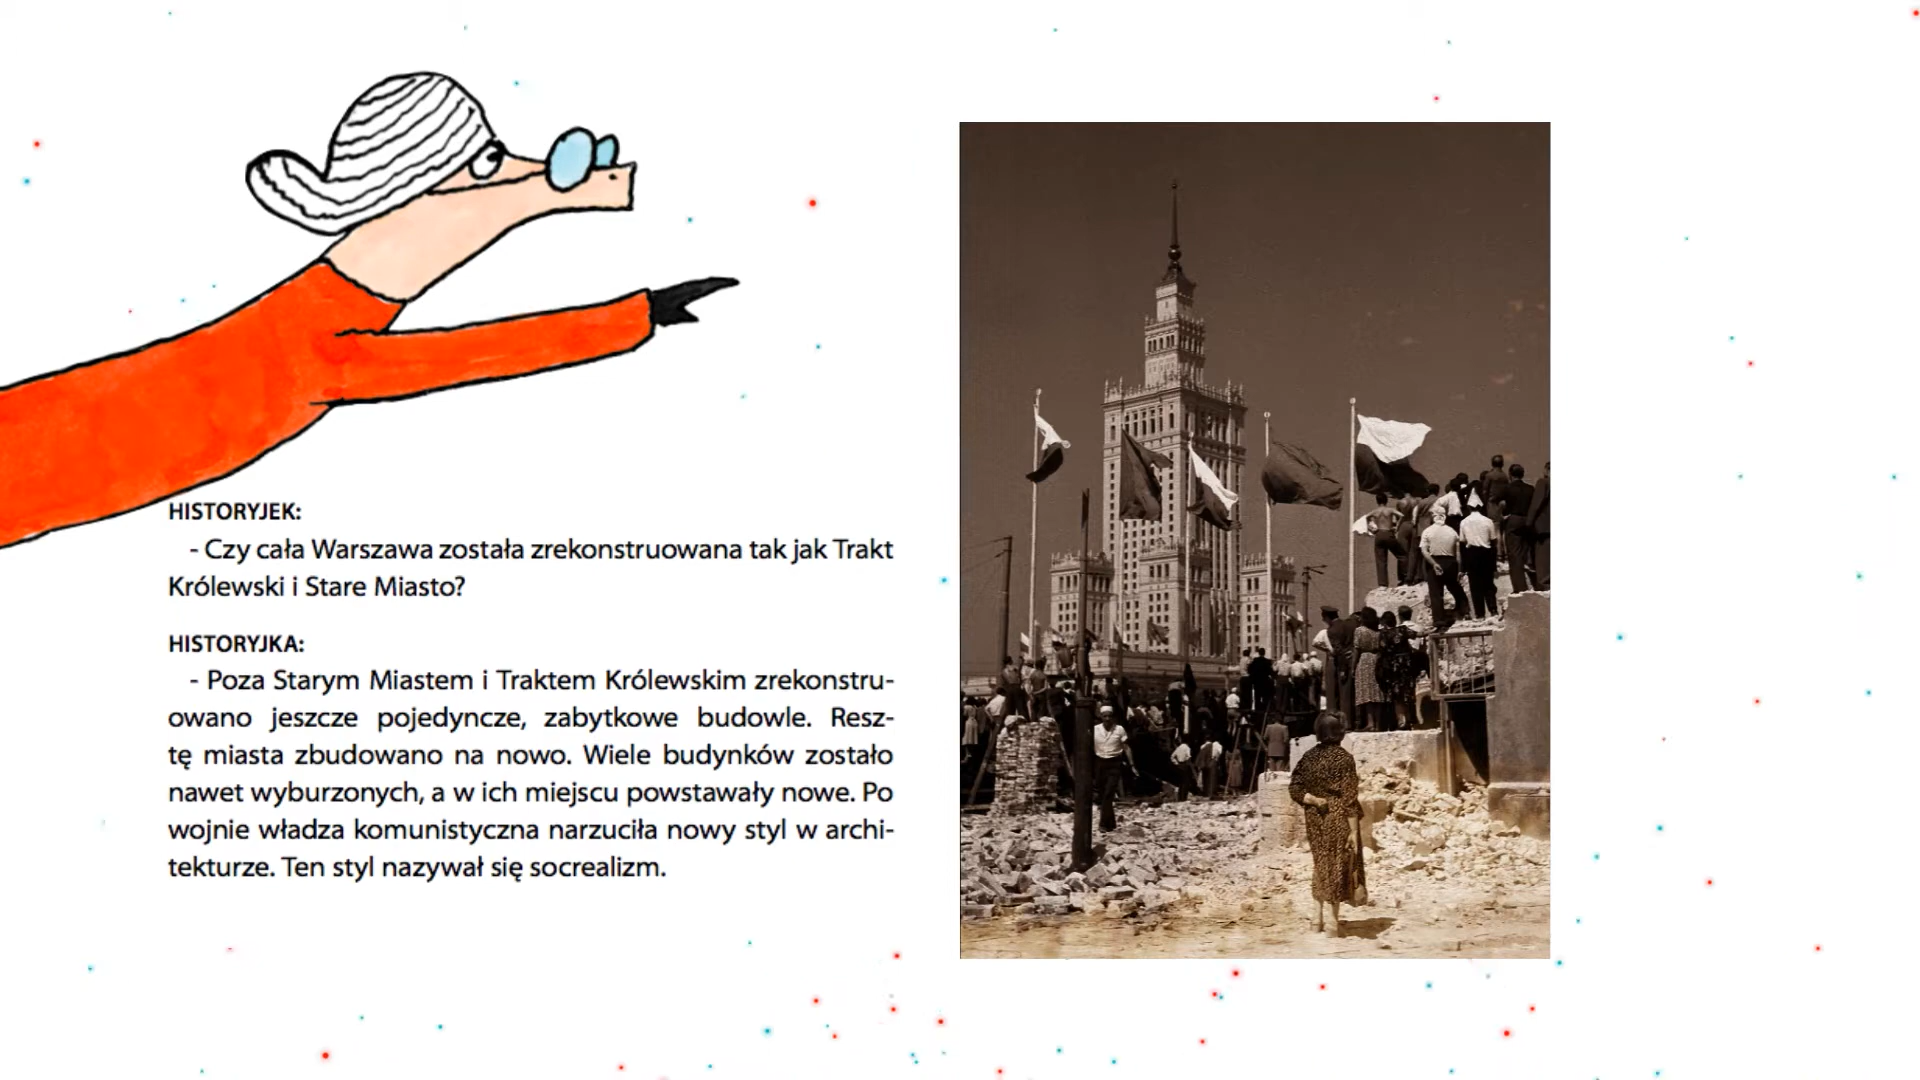 HISTORYJEK:
- Czy cała Warszawa została zrekonstruowana tak jak Trakt
Królewski i Stare Miasto?
HISTORYJKA:
- Poza Starym Miastem i Traktem Królewskim zrekonstru-
owano jeszcze pojedyncze, zabytkowe budowle. Resz-
tę miasta zbudowano na nowo. Wiele budynków zostało
nawet wyburzonych, a w ich miejscu powstawały nowe. Po
wojnie władza komunistyczna narzuciła nowy styl w archi-
tekturze. Ten styl nazywał się socrealizm.